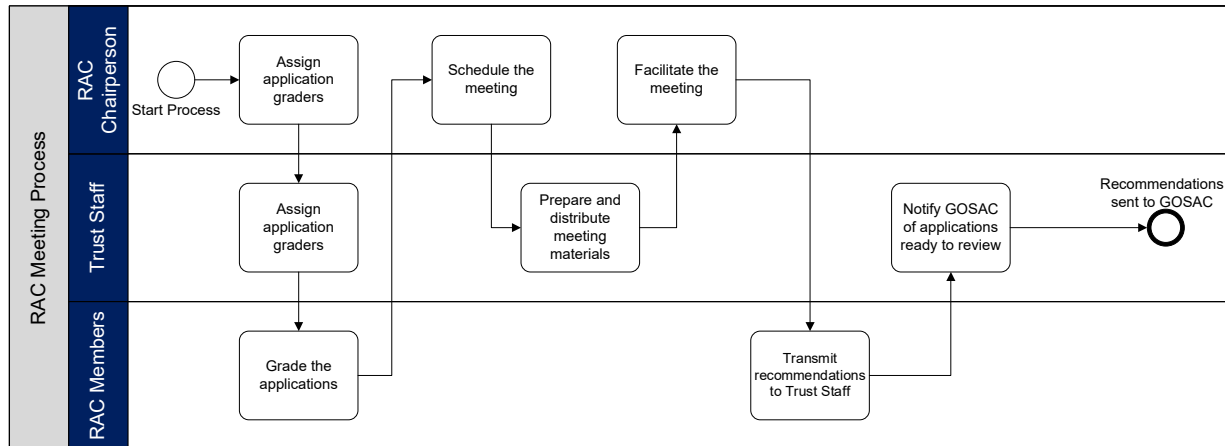 RAC Meeting Process
RAC
Chairperson
Start Process
Assign
application
graders
Schedule the
meeting
Facilitate the
meeting
Trust Staff
Assign
application
graders
Prepare and
distribute
meeting
materials
Notify GOSAC
of applications
ready to review
Recommendations
sent to GOSAC
RAC Members
Grade the
applications
Transmit
recommendations
to Trust Staff